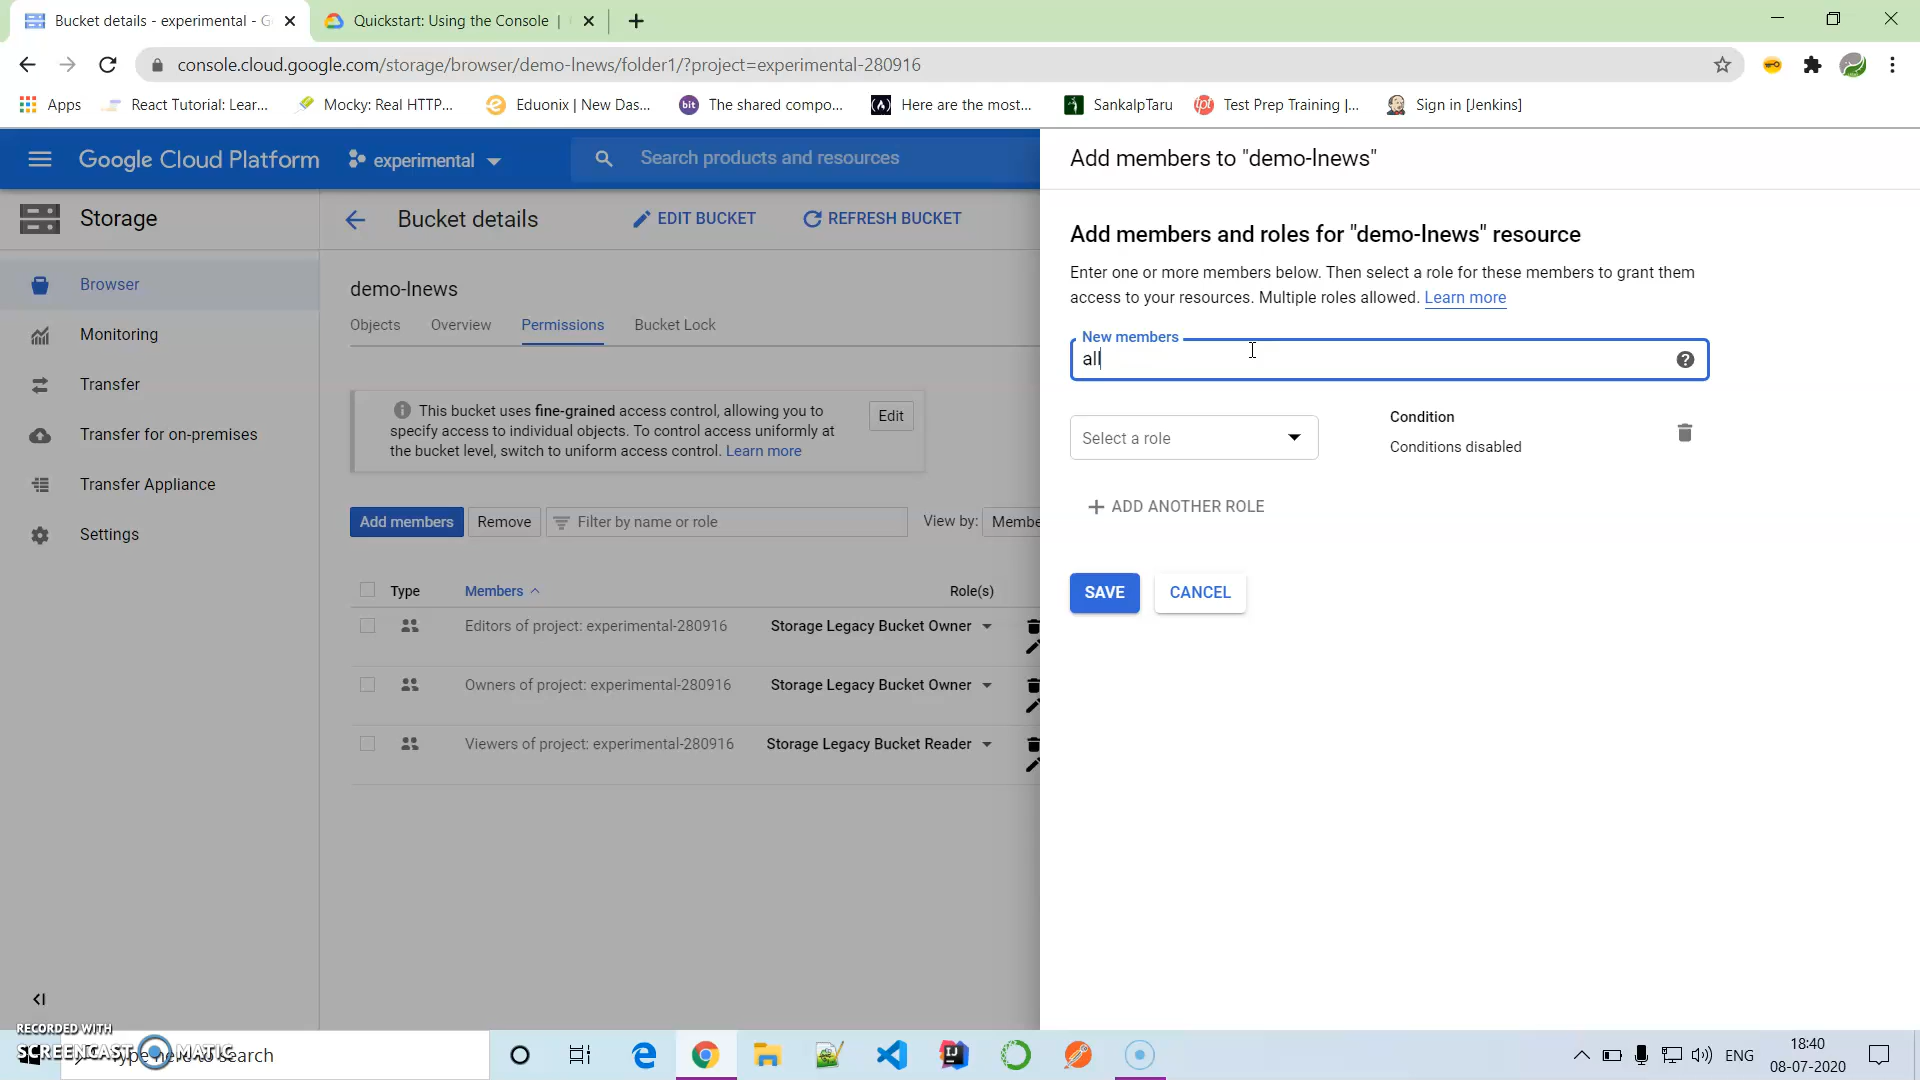 Bucket details - experimental - G
Quickstart: Using the Console |
console.cloud.google.com/storage/browser/demo-lnews/folder1/?project=experimental-280916
Apps
React Tutorial: Lear...
Mocky: Real HTTP...
Eduonix | New Das...
bit
The shared compo...
Here are the most...
SankalpTaru
Test Prep Training |...
Sign in [Jenkins]
Google Cloud Platform
experimental
Search products and resources
Add members to "demo-lnews"
Storage
Bucket details
EDIT BUCKET
REFRESH BUCKET
Browser
Monitoring
Transfer
Transfer for on-premises
Transfer Appliance
Settings
demo-lnews
Objects
Overview
Permissions
Bucket Lock
This bucket uses fine-grained access control, allowing you to
specify access to individual objects. To control access uniformly at
the bucket level, switch to uniform access control. Learn more
Edit
Add members
Remove
Filter by name or role
View by:
Membe
Type
Members
Role(s)
Editors of project: experimental-280916
Storage Legacy Bucket Owner
Owners of project: experimental-280916
Storage Legacy Bucket Owner
Viewers of project: experimental-280916
Storage Legacy Bucket Reader
Add members and roles for "demo-lnews" resource
Enter one or more members below. Then select a role for these members to grant them
access to your resources. Multiple roles allowed. Learn more
New members
all
Select a role
Condition
Conditions disabled
ADD ANOTHER ROLE
SAVE
CANCEL
RECORDED WITH
SCREENCAST MATIC
Type here to search
ENG
18:40
08-07-2020